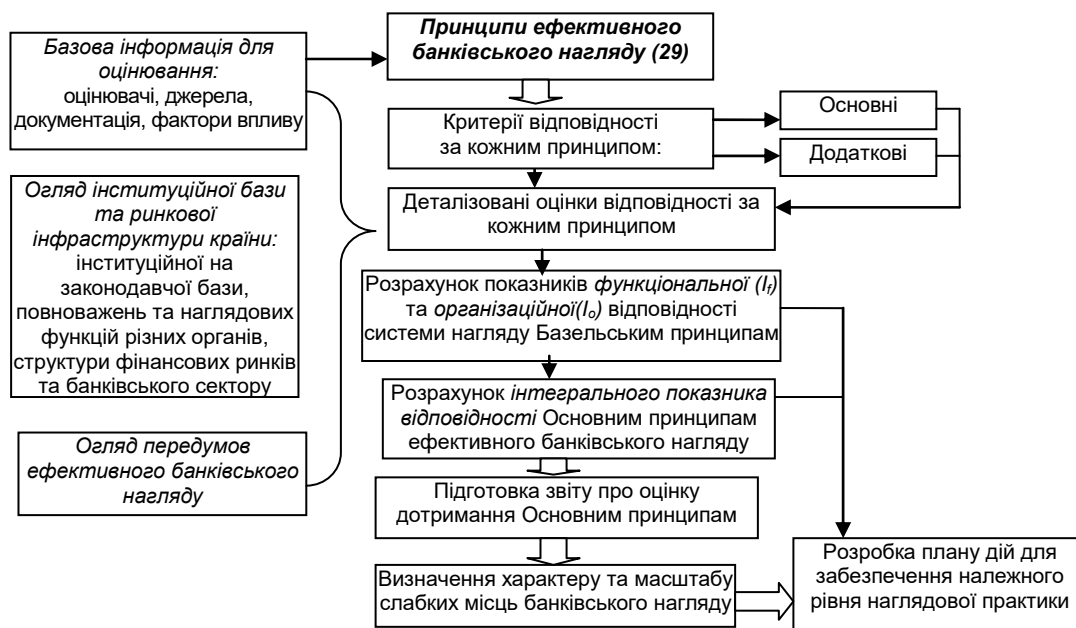 Базова інформація для
оцінювання:
оцінювачі, джерела,
документація, фактори впливу
Огляд інституційної бази
та ринкової
інфраструктури країни:
інституційної на
законодавчої бази,
повноважень та наглядових
функцій різних органів,
структури фінансових ринків
та банківського сектору
Огляд передумов
ефективного банківського
нагляду
Принципи ефективного
банківського нагляду (29)
Критерії відповідності
за кожним принципом:
Основні
Додаткові
Деталізовані оцінки відповідності за
кожним принципом
Розрахунок показників функціональної (If)
та організаційної(Io) відповідності
системи нагляду Базельським принципам
Розрахунок інтегрального показника
відповідності Основним принципам
ефективного банківського нагляду
Підготовка звіту про оцінку
дотримання Основним принципам
Визначення характеру та масштабу
слабких місць банківського нагляду
Розробка плану дій для
забезпечення належного
рівня наглядової практики